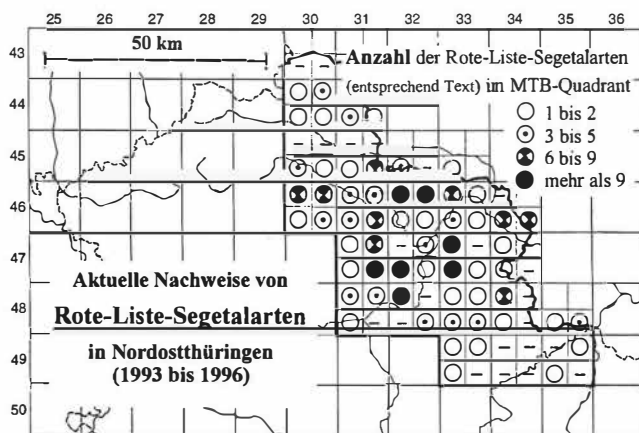 25 26 27 28 29 30 31 32 33 34 35
43
44
45
46
47
48
49
50
50 km
Anzahl der Rote-Liste-Segetalarten
(entsprechend Text) im MTB-Quadrant
1 bis 2
3 bis 5
6 bis 9
mehr als 9
Aktuelle Nachweise von
Rote-Liste-Segetalarten
in Nordostthüringen
(1993 bis 1996)